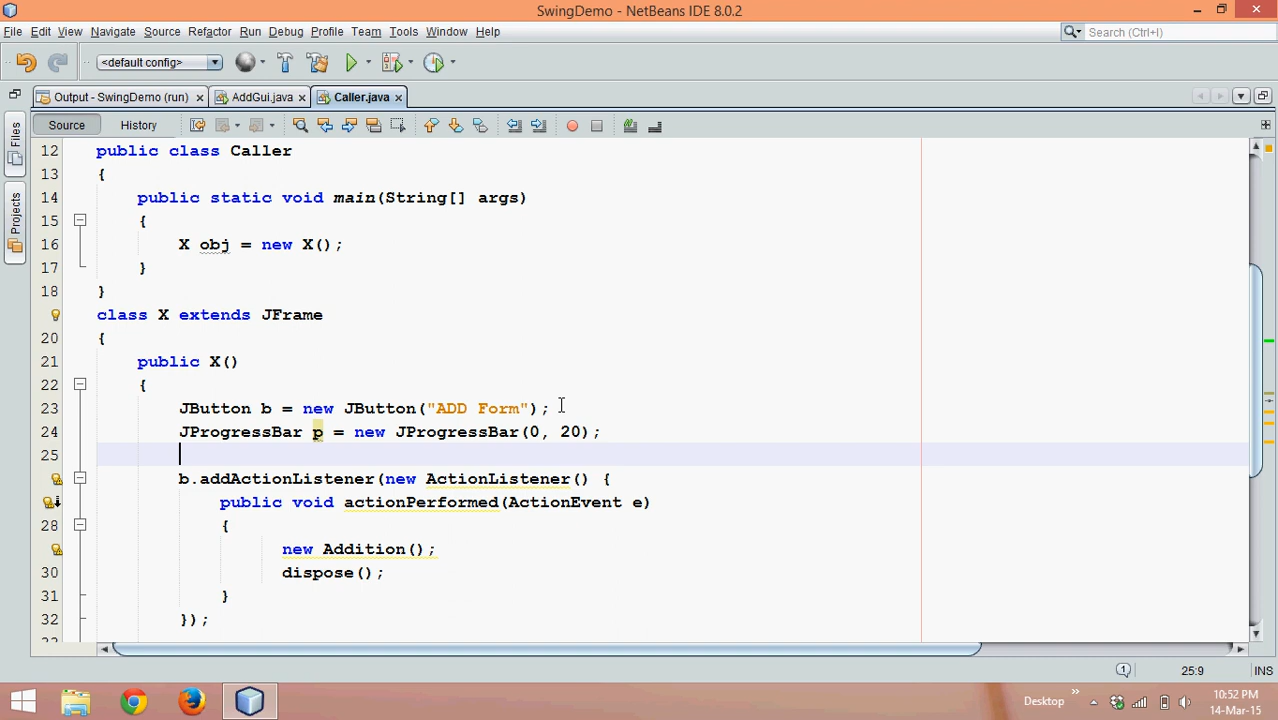 SwingDemo - NetBeans IDE 8.0.2
File Edit View Navigate Source Refactor Run Debug Profile Team Tools Window Help
Search (Ctrl+I)
<default config>
Output - SwingDemo (run) AddGui.java Caller.java
Files
Projects
Source History
12 public class Caller
13 {
14 public static void main(String[] args)
15 {
16 X obj = new X();
17 }
18 }
class X extends JFrame
20 {
21 public X()
22 {
23 JButton b = new JButton("ADD Form");
24 JProgressBar p = new JProgressBar(0, 20);
25
b.addActionListener(new ActionListener() {
public void actionPerformed(ActionEvent e)
28 {
new Addition();
30 dispose();
31 }
32 });
1 25:9 INS
Desktop
10:52 PM
14-Mar-15